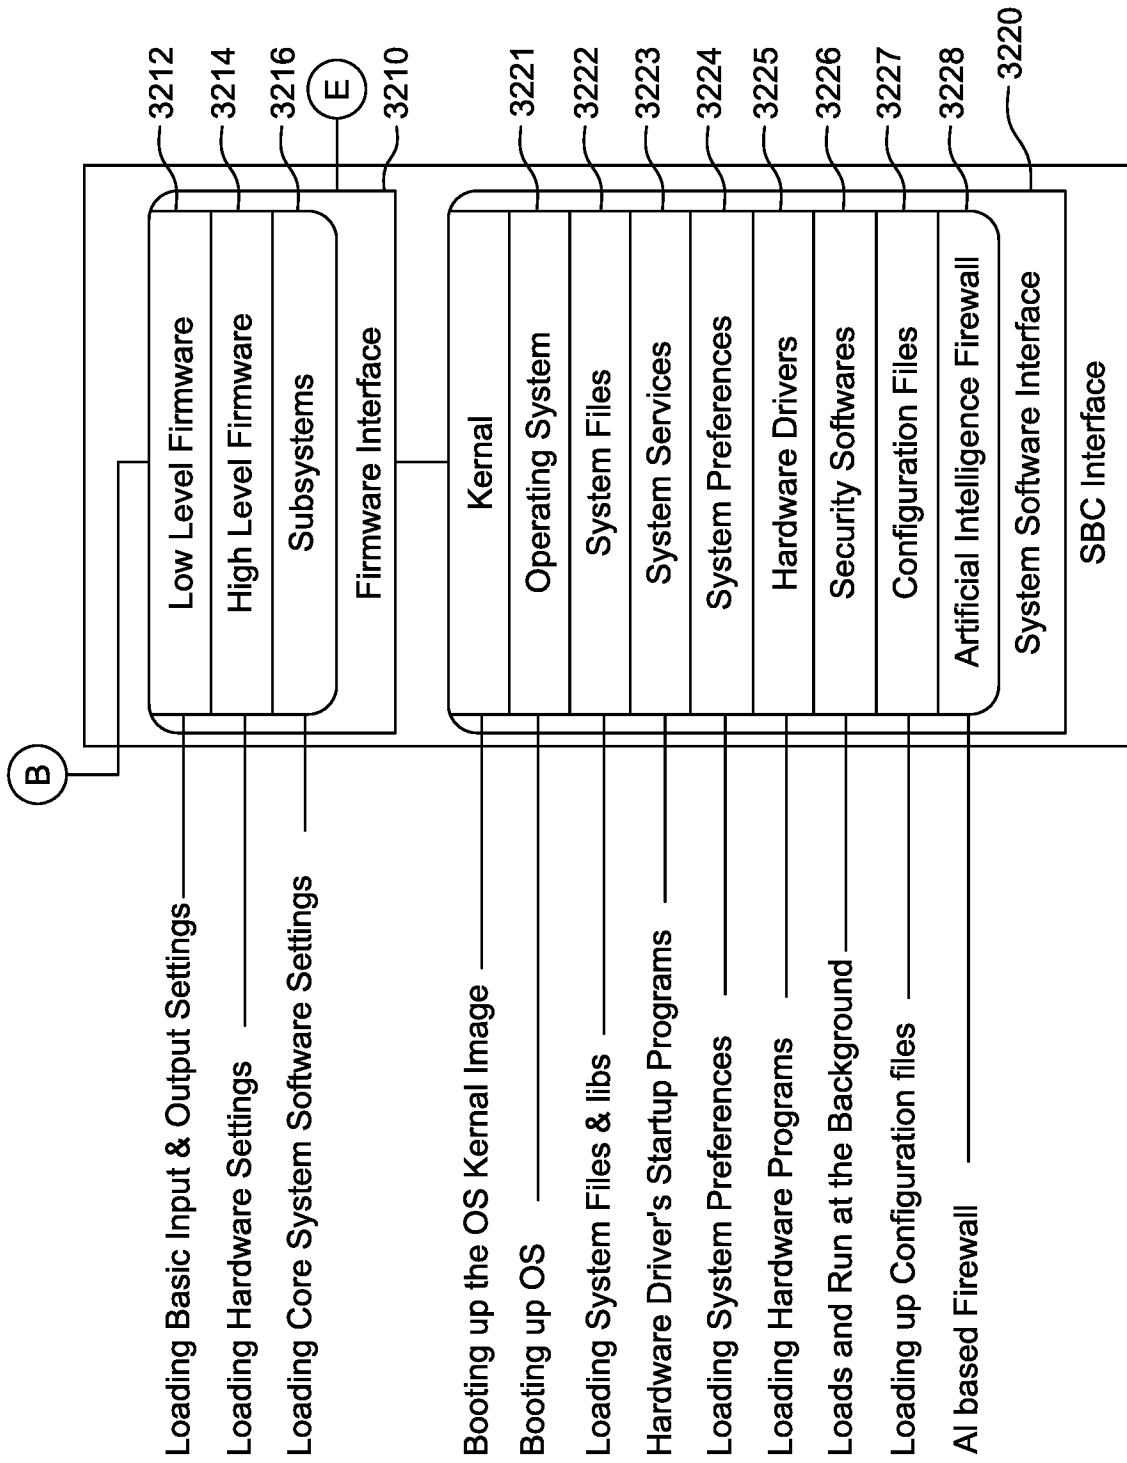 B
Loading Basic Input & Output Settings
Low Level Firmware
3212
Loading Hardware Settings
High Level Firmware
3214
Loading Core System Software Settings
Subsystems
3216
E
Firmware Interface
3210
Booting up the OS Kernal Image
Kernal
Booting up OS
Operating System
3221
Loading System Files & libs
System Files
3222
Hardware Driver's Startup Programs
System Services
3223
Loading System Preferences
System Preferences
3224
Loading Hardware Programs
Hardware Drivers
3225
Loads and Run at the Background
Security Softwares
3226
Loading up Configuration files
Configuration Files
3227
AI based Firewall
Artificial Intelligence Firewall
3228
System Software Interface
3220
SBC Interface